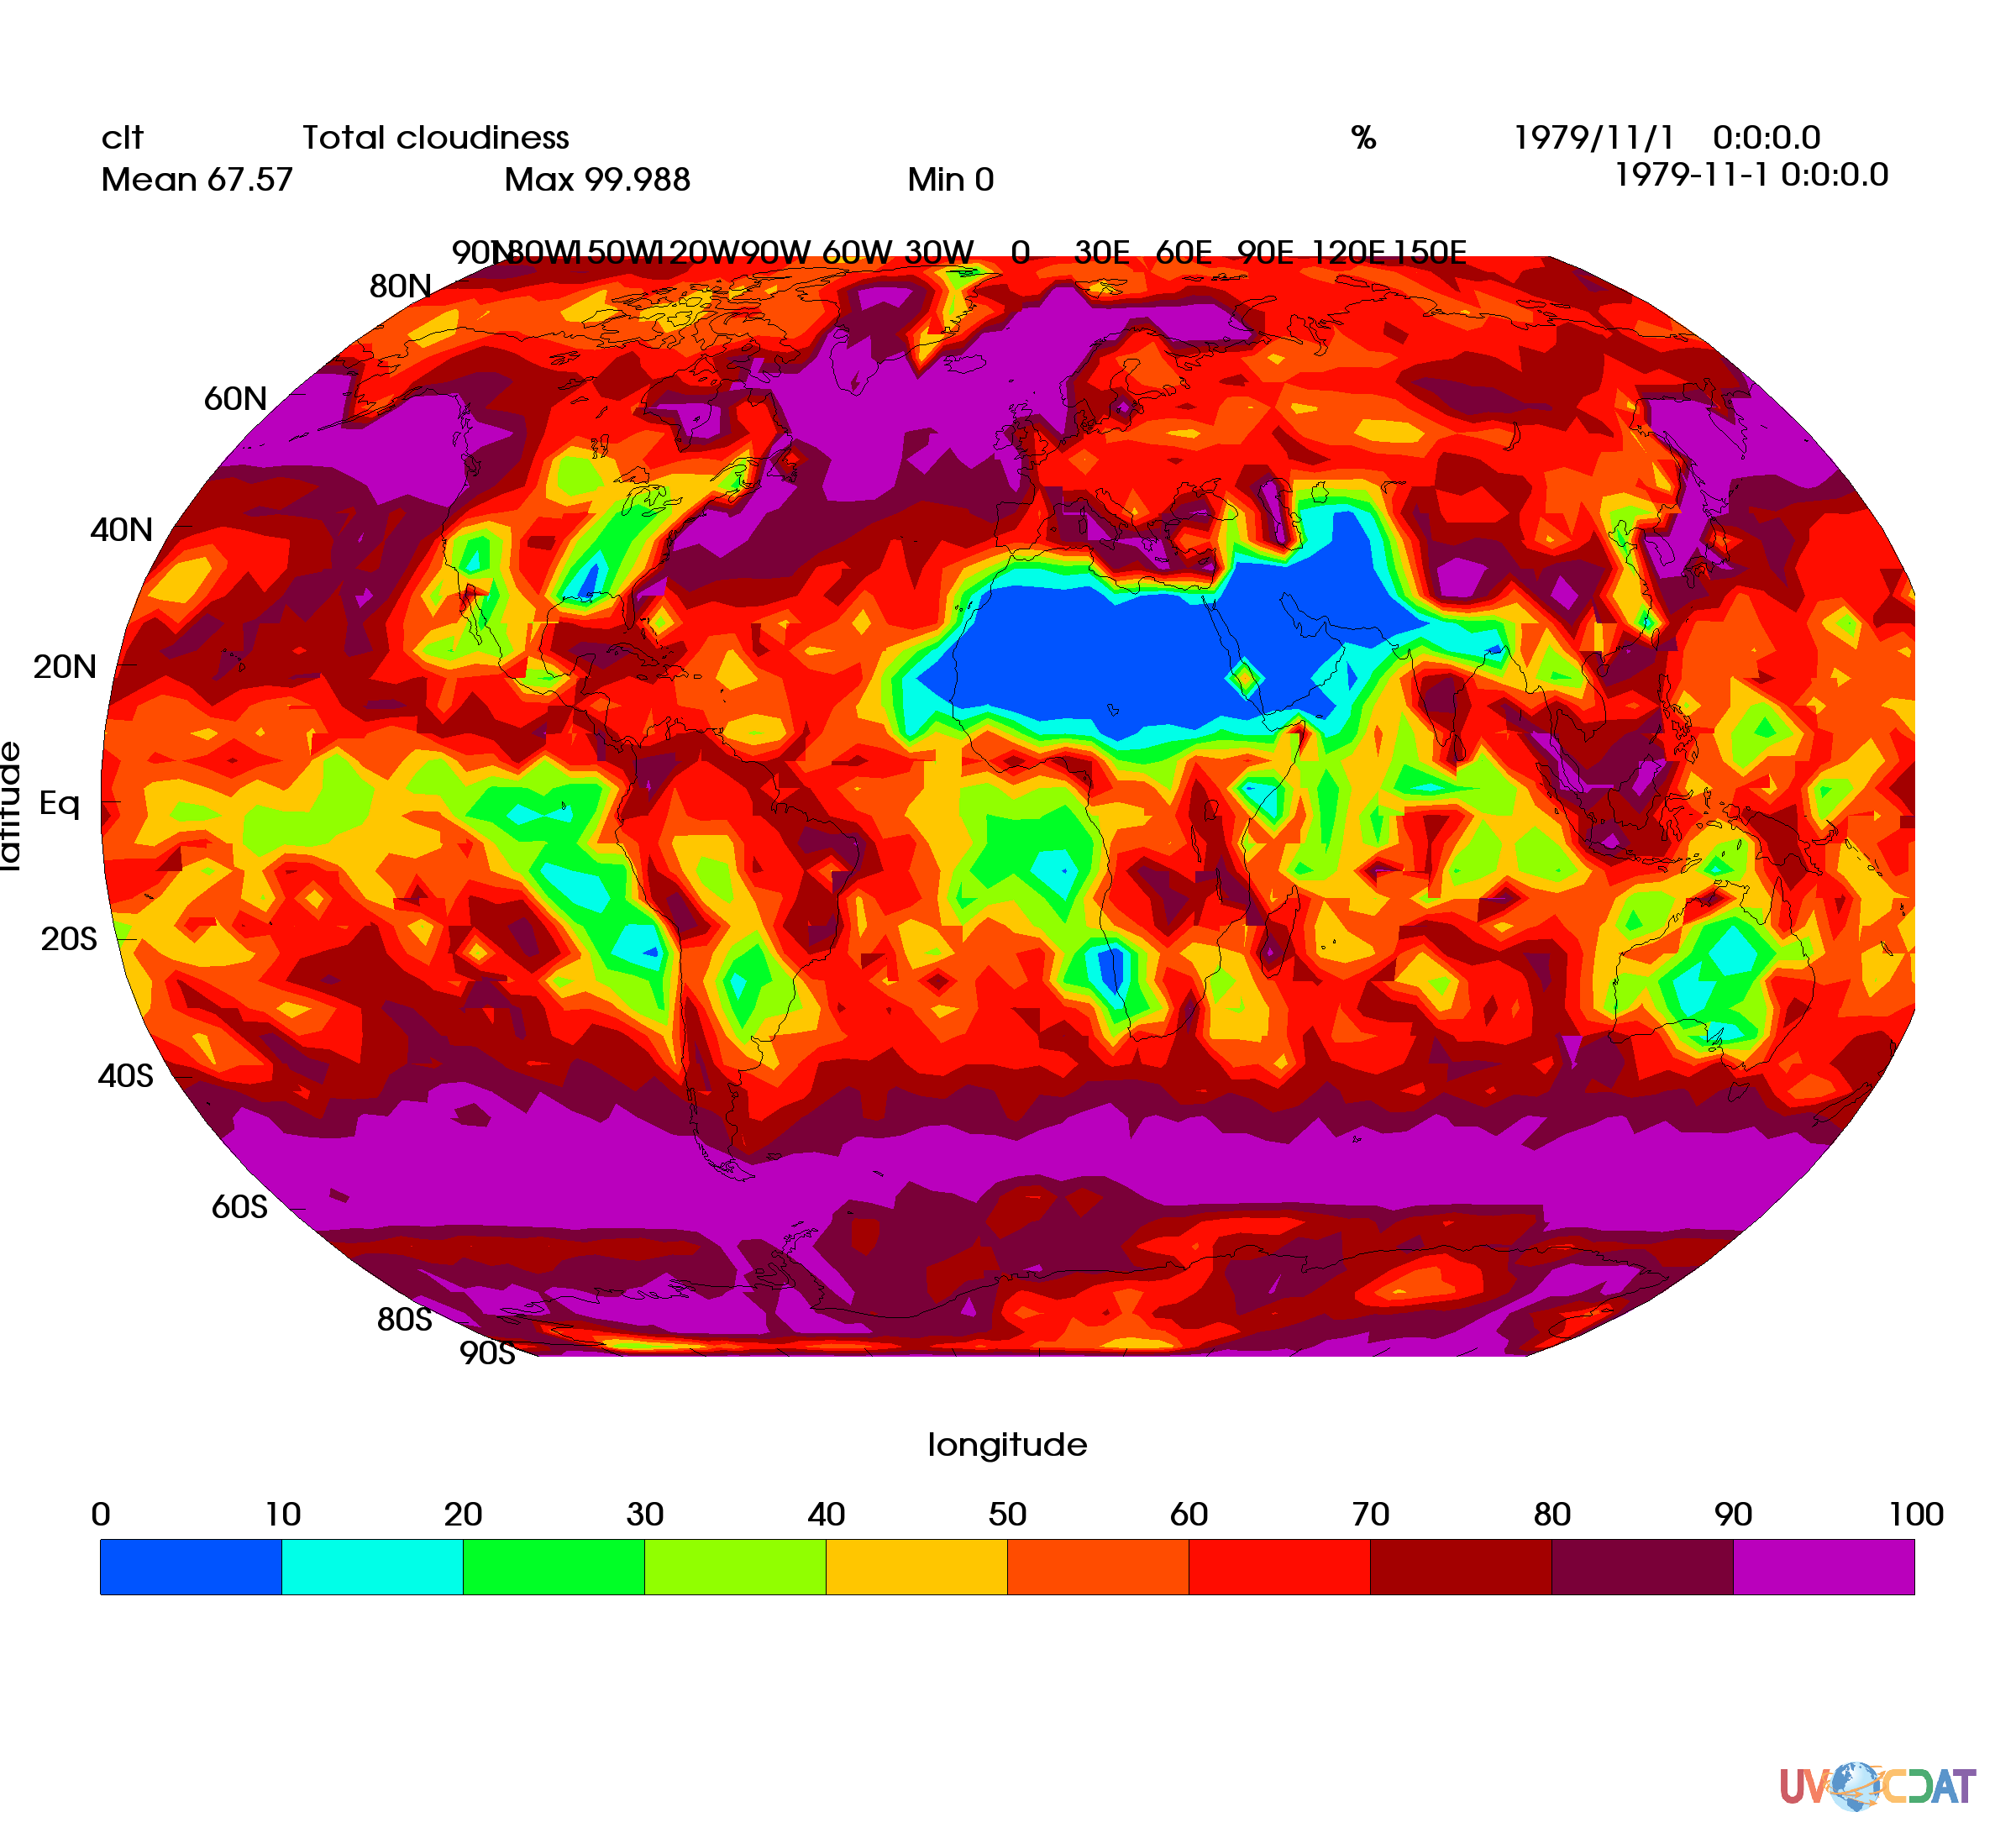 clt Total cloudiness % 1979/11/1 0:0:0.0
Mean 67.57 Max 99.988 Min 0 1979-11-1 0:0:0.0
90N 180W 150W 120W 90W 60W 30W 0 30E 60E 90E 120E 150E
80N
60N
40N
20N
Eq
20S
40S
60S
80S
90S
latitude
longitude
0 10 20 30 40 50 60 70 80 90 100
UVCDAT